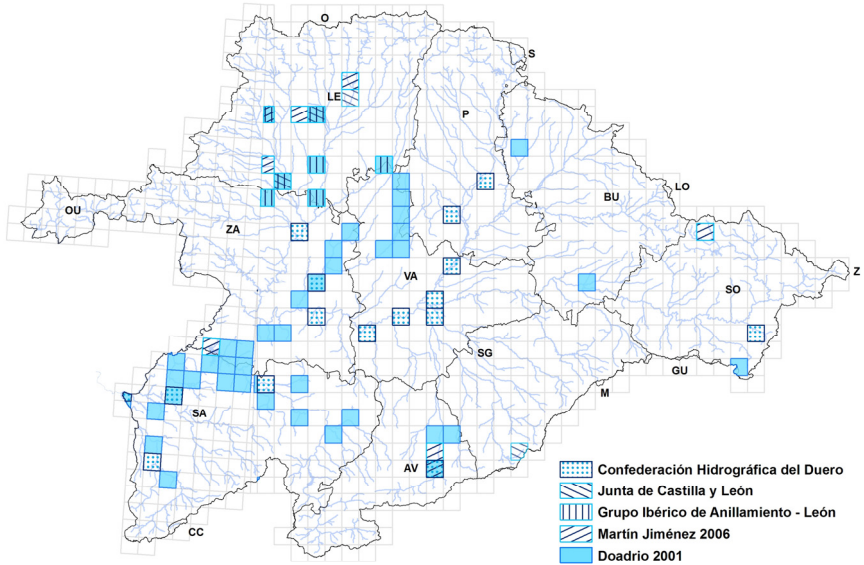 O
S
LE
P
LO
BU
OU
ZA
Z
VA
SO
SG
GU
M
SA
AV
CC
Confederación Hidrográfica del Duero
Junta de Castilla y León
Grupo Ibérico de Anillamiento - León
Martín Jiménez 2006
Doadrio 2001